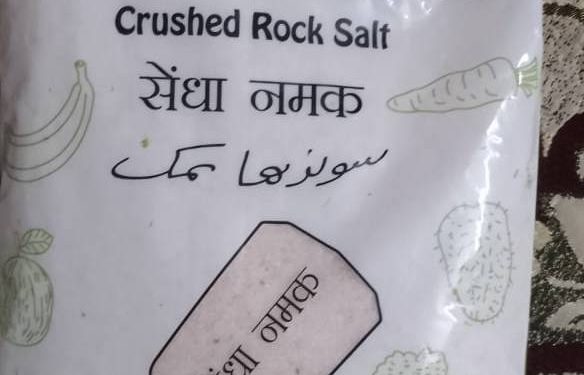 Crushed Rock Salt
सेंधा नमक
سوندھا نمک
सेंधा नमक